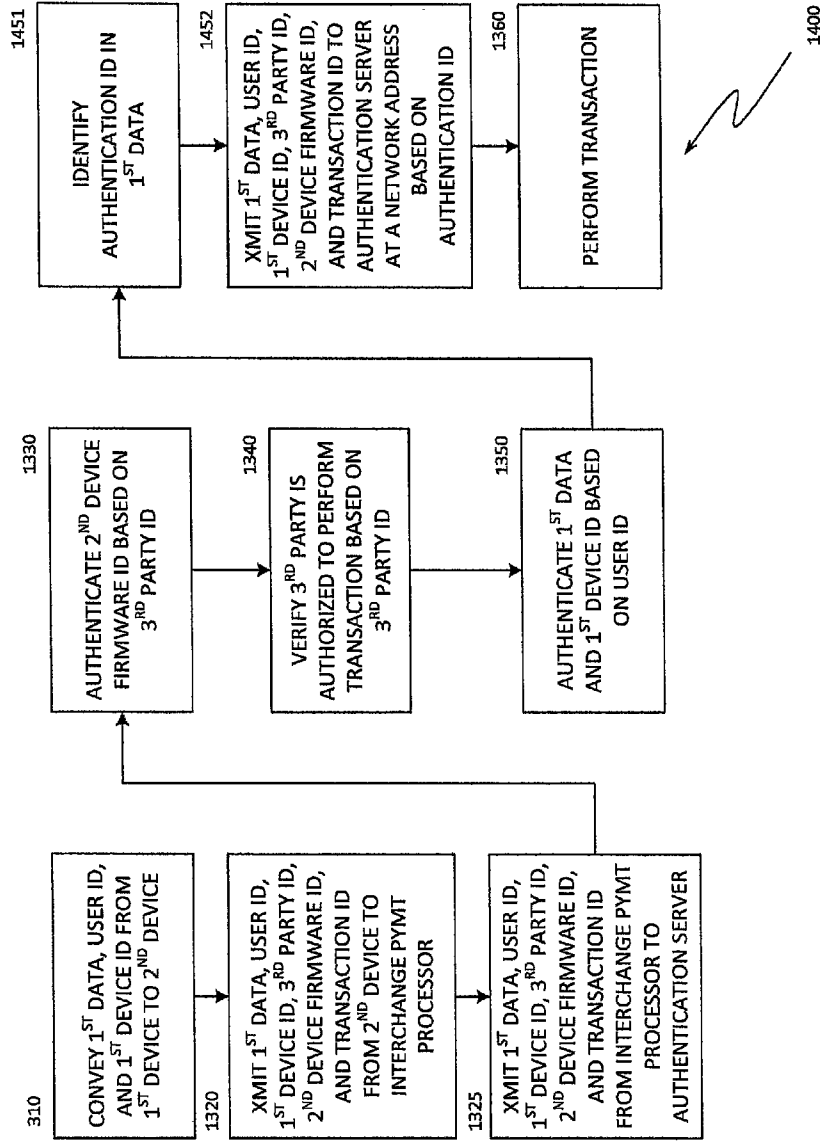 310
CONVEY 1ST DATA, USER ID,
AND 1ST DEVICE ID FROM
1ST DEVICE TO 2ND DEVICE
1320
XMIT 1ST DATA, USER ID,
1ST DEVICE ID, 3RD PARTY ID,
2ND DEVICE FIRMWARE ID,
AND TRANSACTION ID
FROM 2ND DEVICE TO
INTERCHANGE PYMT
PROCESSOR
1325
XMIT 1ST DATA, USER ID,
1ST DEVICE ID, 3RD PARTY ID,
2ND DEVICE FIRMWARE ID,
AND TRANSACTION ID
FROM INTERCHANGE PYMT
PROCESSOR TO
AUTHENTICATION SERVER
1330
AUTHENTICATE 2ND DEVICE
FIRMWARE ID BASED ON
3RD PARTY ID
1340
VERIFY 3RD PARTY IS
AUTHORIZED TO PERFORM
TRANSACTION BASED ON
3RD PARTY ID
1350
AUTHENTICATE 1ST DATA
AND 1ST DEVICE ID BASED
ON USER ID
1451
IDENTIFY
AUTHENTICATION ID IN
1ST DATA
1452
XMIT 1ST DATA, USER ID,
1ST DEVICE ID, 3RD PARTY ID,
2ND DEVICE FIRMWARE ID,
AND TRANSACTION ID TO
AUTHENTICATION SERVER
AT A NETWORK ADDRESS
BASED ON
AUTHENTICATION ID
1360
PERFORM TRANSACTION
1400